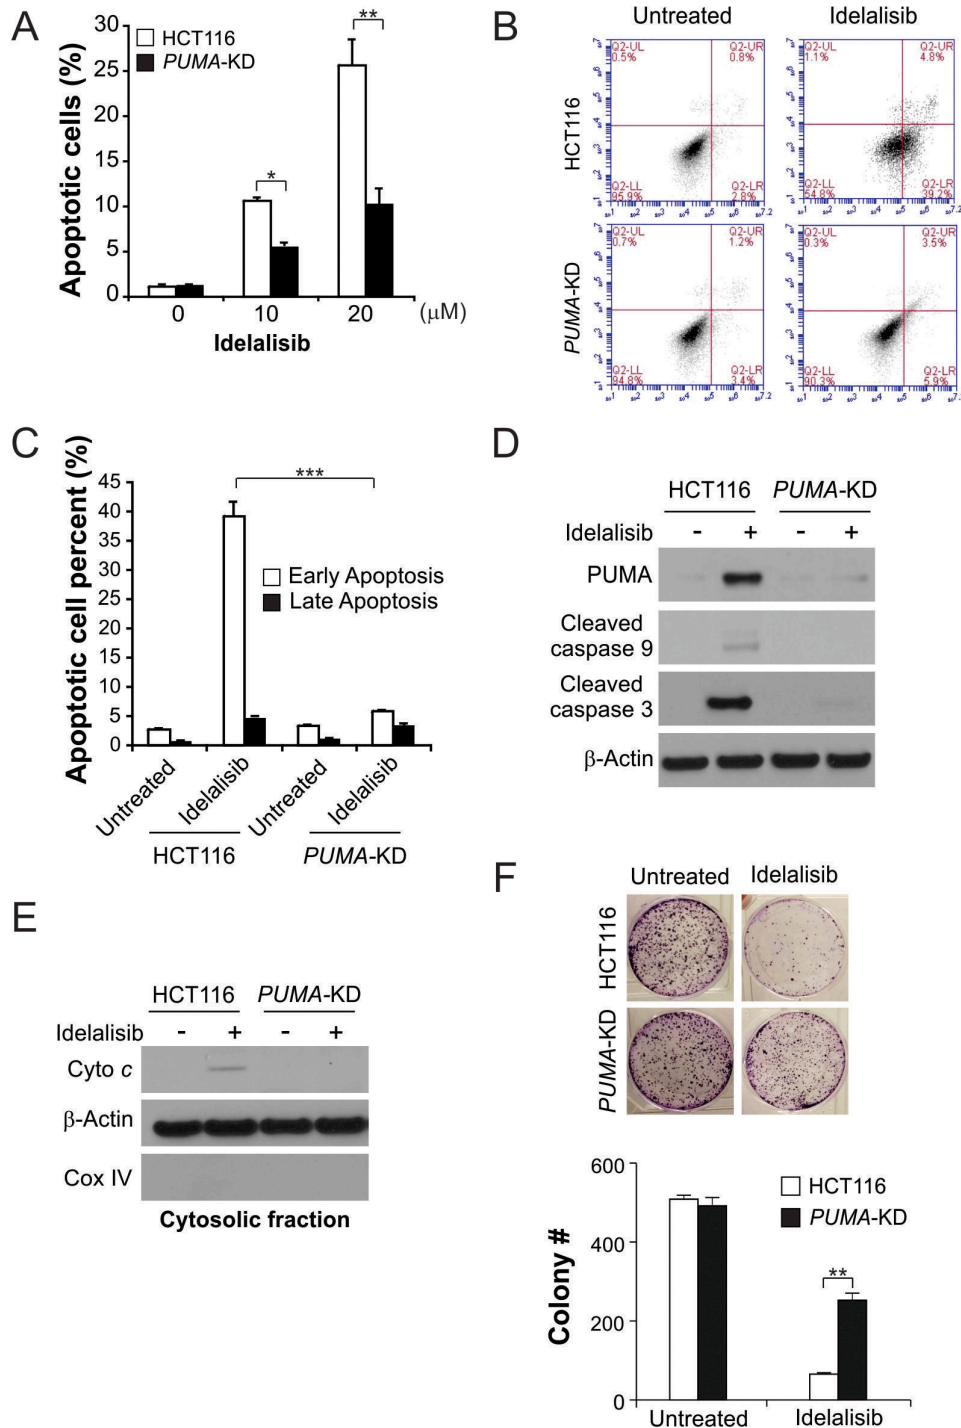 A
Apoptotic cells (%)
30
25
20
15
10
5
0
HCT116
PUMA-KD
*
**
0 10 20 (μM)
Idelalisib
B
Untreated Idelalisib
HCT116
Q2-UL
0.5%
Q2-UR
0.8%
Q2-LL
95.9%
Q2-LR
2.8%
Q2-UL
1.1%
Q2-UR
4.8%
Q2-LL
54.8%
Q2-LR
39.2%
PUMA-KD
Q2-UL
0.7%
Q2-UR
1.2%
Q2-LL
94.8%
Q2-LR
3.4%
Q2-UL
0.3%
Q2-UR
3.5%
Q2-LL
90.3%
Q2-LR
5.9%
C
Apoptotic cell percent (%)
45
40
35
30
25
20
15
10
5
0
***
Early Apoptosis
Late Apoptosis
Untreated Idelalisib Untreated Idelalisib
HCT116 PUMA-KD
D
HCT116 PUMA-KD
Idelalisib - + - +
PUMA
Cleaved
caspase 9
Cleaved
caspase 3
β-Actin
E
HCT116 PUMA-KD
Idelalisib - + - +
Cyto c
β-Actin
Cox IV
Cytosolic fraction
F
Untreated Idelalisib
HCT116
PUMA-KD
Colony #
600
400
200
0
HCT116
PUMA-KD
**
Untreated Idelalisib